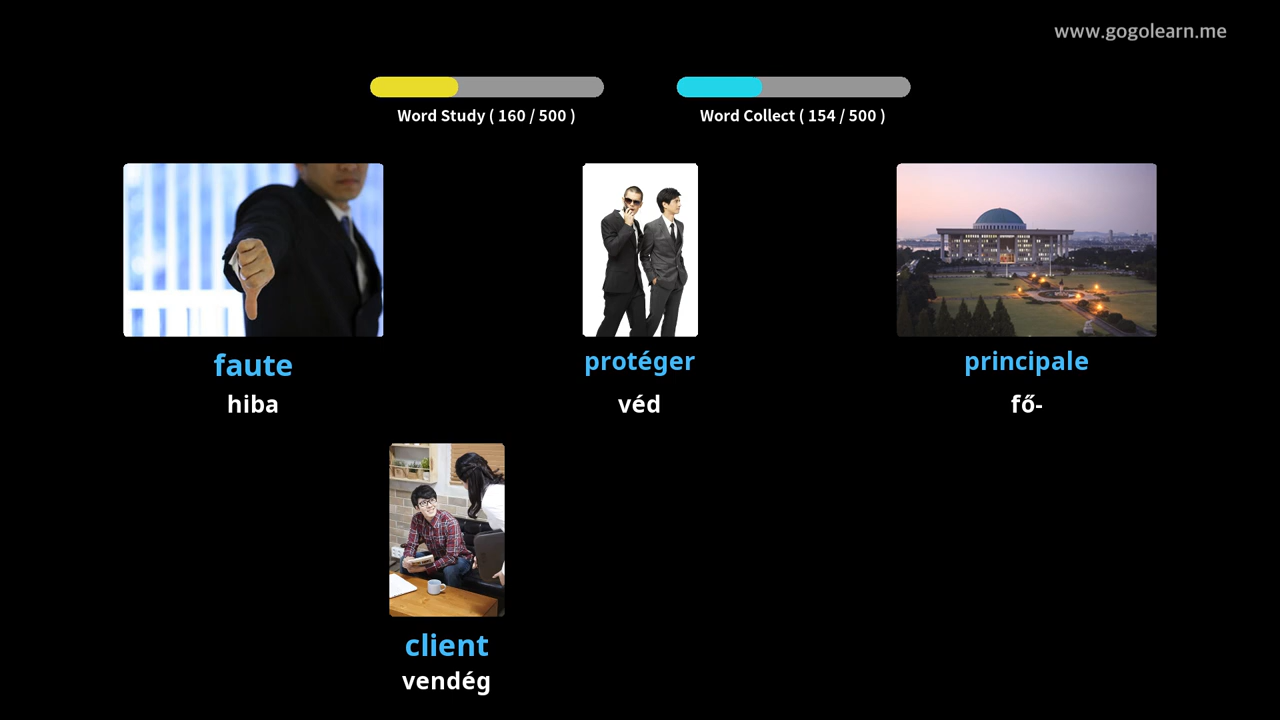 www.gogolearn.me
Word Study ( 160 / 500 )
Word Collect ( 154 / 500 )
faute
protéger
principale
hiba
véd
fő-
client
vendég